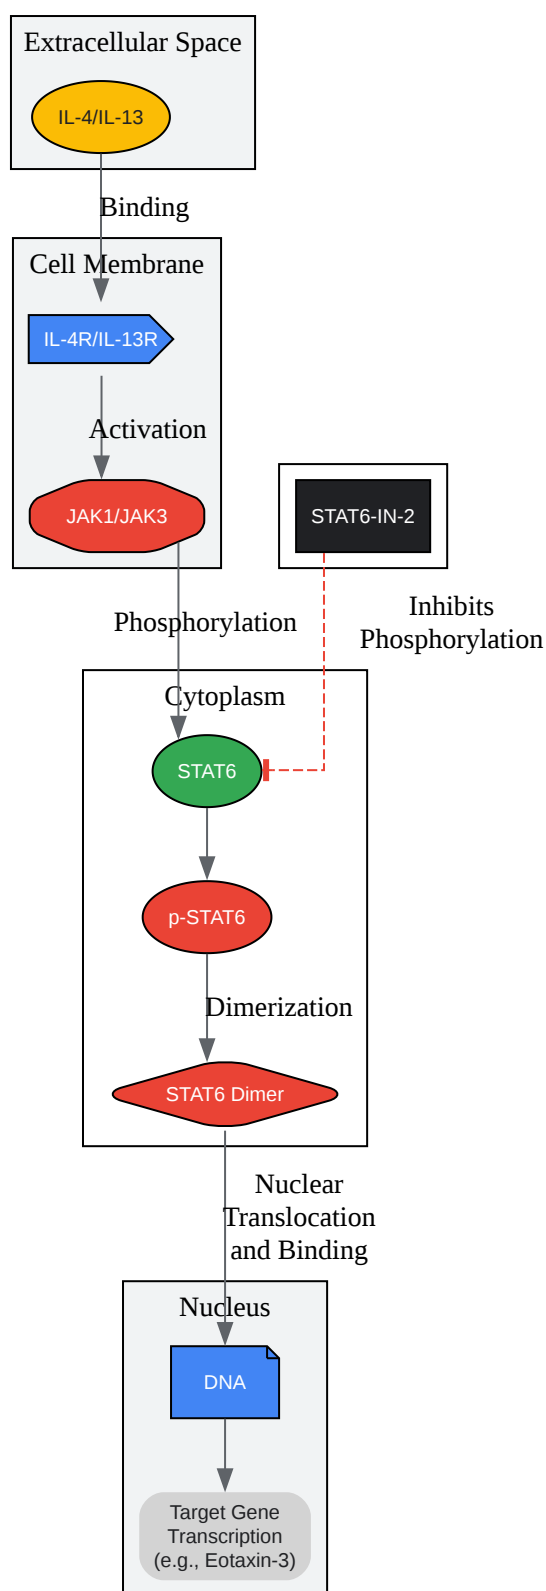 Extracellular Space
IL-4/IL-13
Binding
Cell Membrane
IL-4R/IL-13R
Activation
JAK1/JAK3
STAT6-IN-2
Phosphorylation
Inhibits
Phosphorylation
Cytoplasm
STAT6
p-STAT6
Dimerization
STAT6 Dimer
Nuclear
Translocation
and Binding
Nucleus
DNA
Target Gene
Transcription
(e.g., Eotaxin-3)